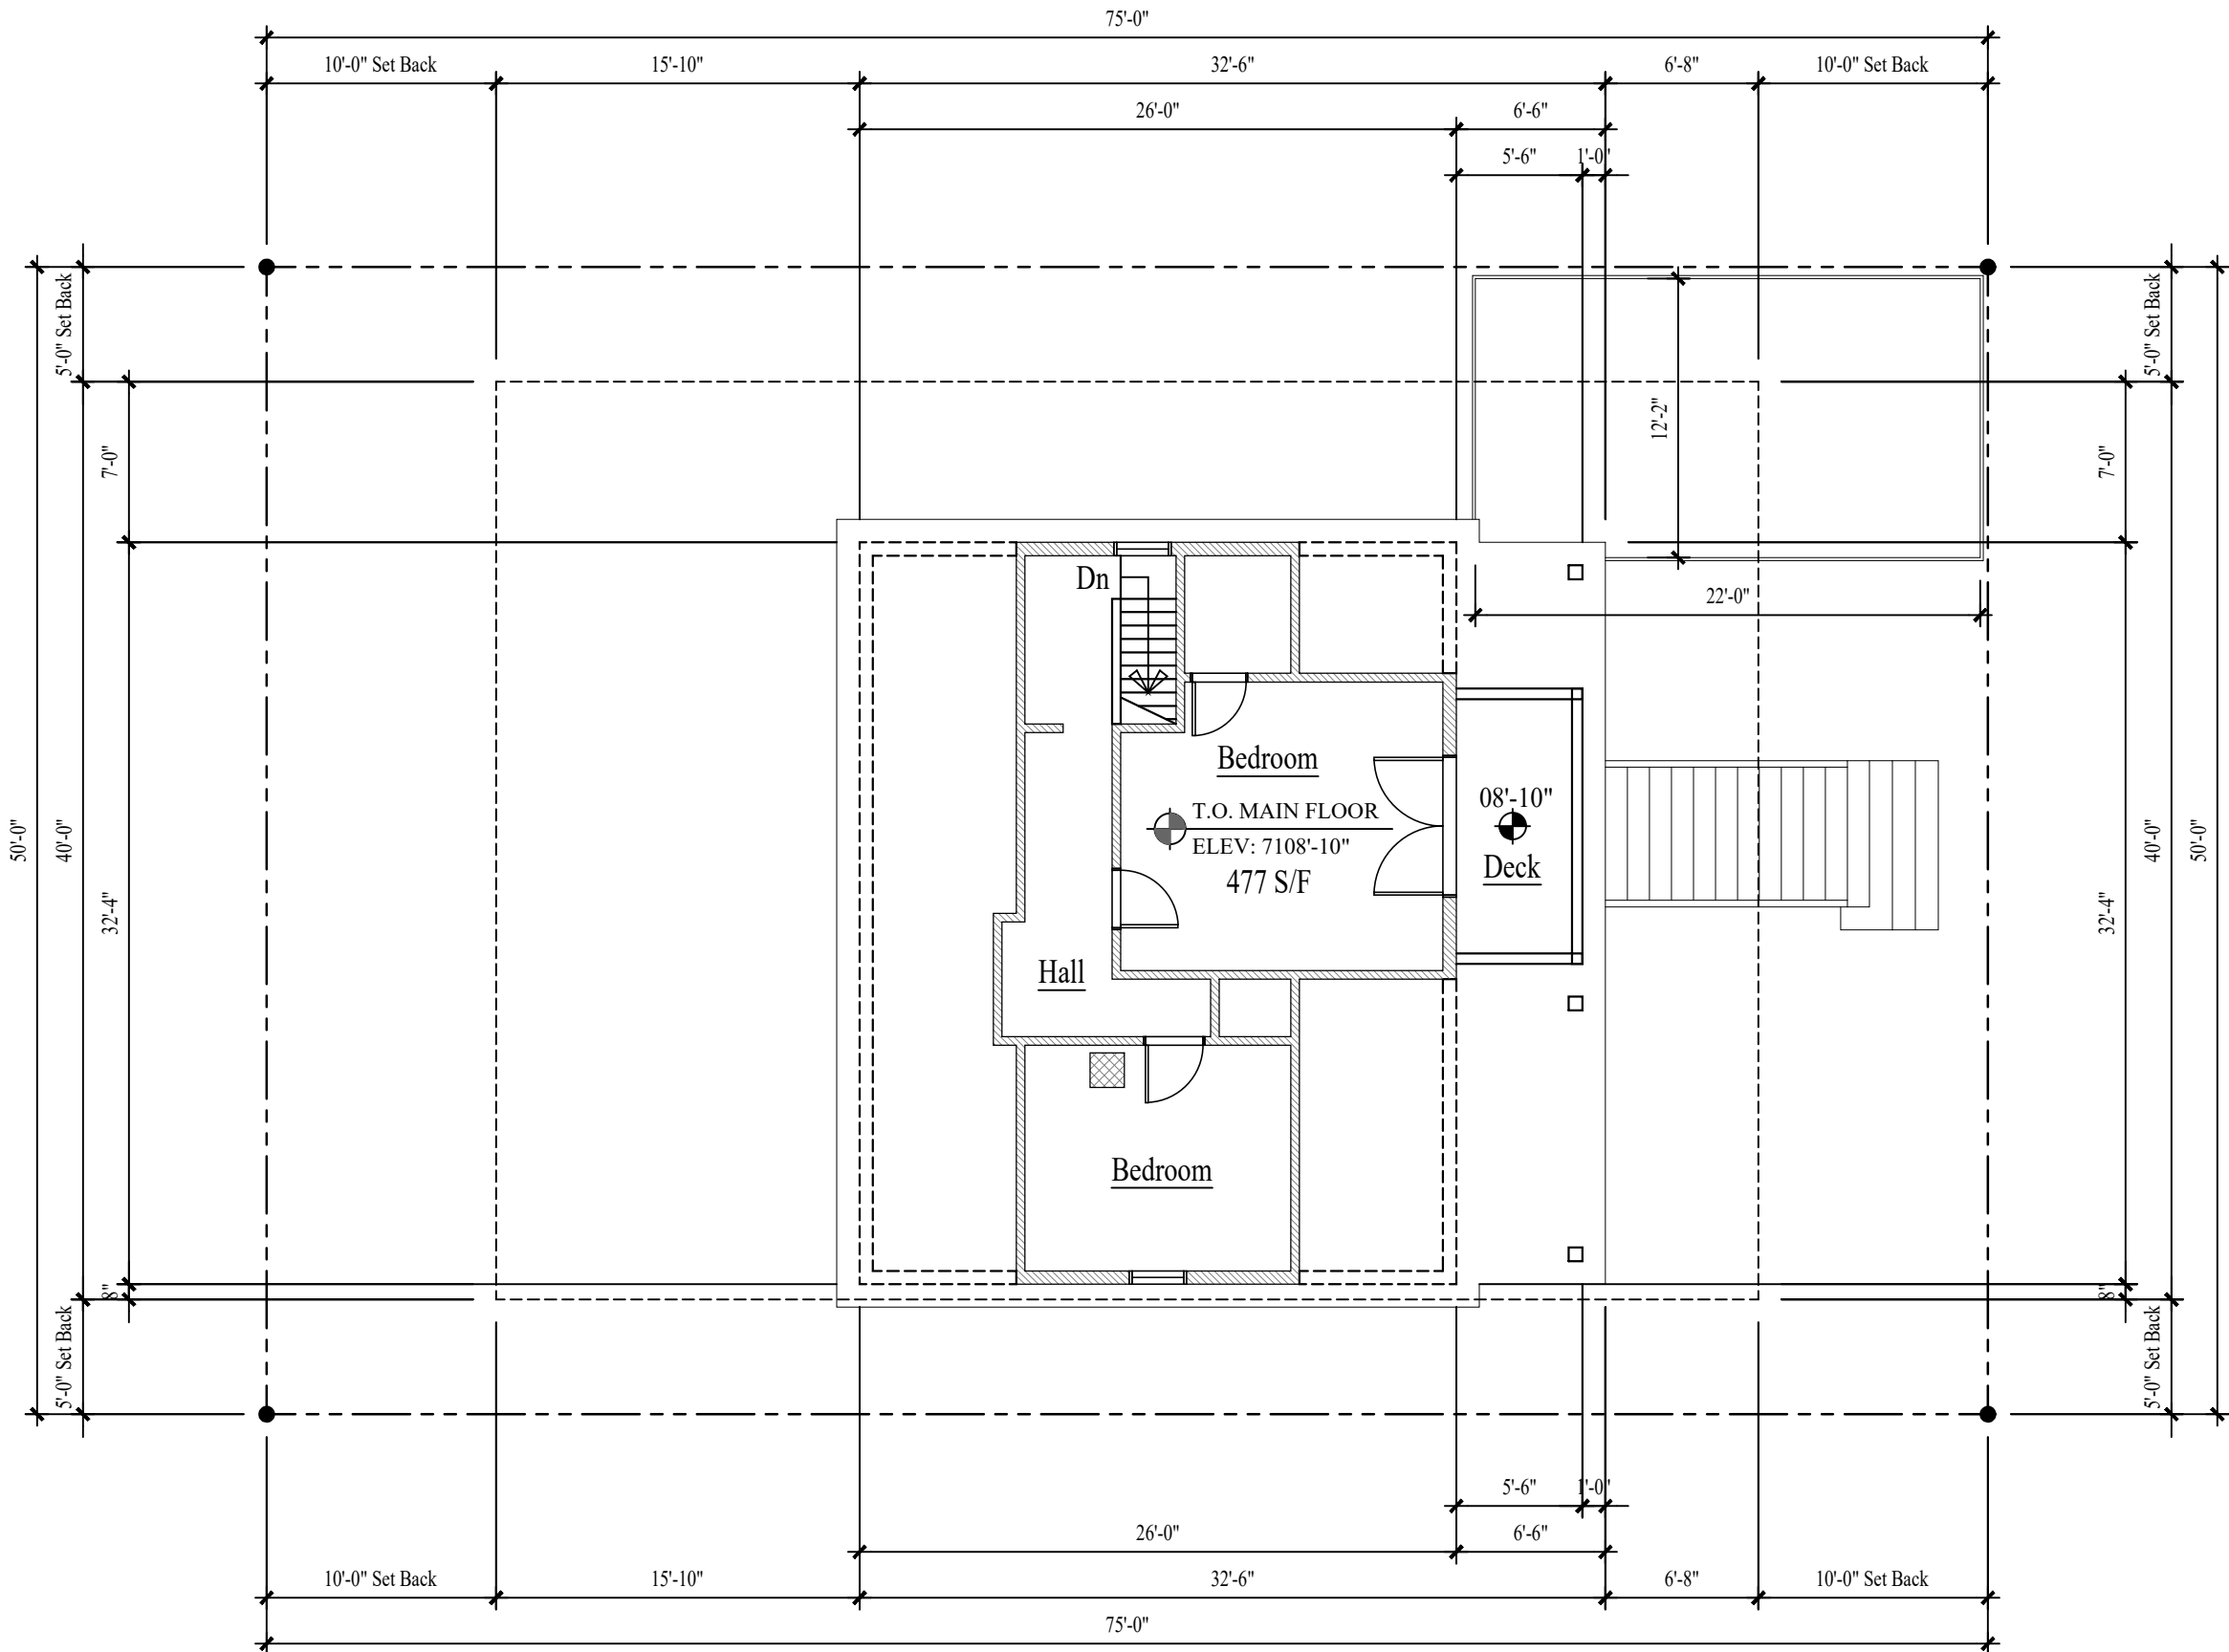 75'-0"
10'-0" Set Back
15'-10"
32'-6"
6'-8"
10'-0" Set Back
26'-0"
6'-6"
5'-6"
1'-0"
5'-0" Set Back
5'-0" Set Back
12'-2"
7'-0"
7'-0"
Dn
22'-0"
Bedroom
08'-10"
T.O. MAIN FLOOR
ELEV: 7108'-10"
477 S/F
Deck
50'-0"
40'-0"
32'-4"
32'-4"
40'-0"
50'-0"
Hall
Bedroom
8"
8"
5'-0" Set Back
5'-0" Set Back
5'-6"
1'-0"
26'-0"
6'-6"
10'-0" Set Back
15'-10"
32'-6"
6'-8"
10'-0" Set Back
75'-0"